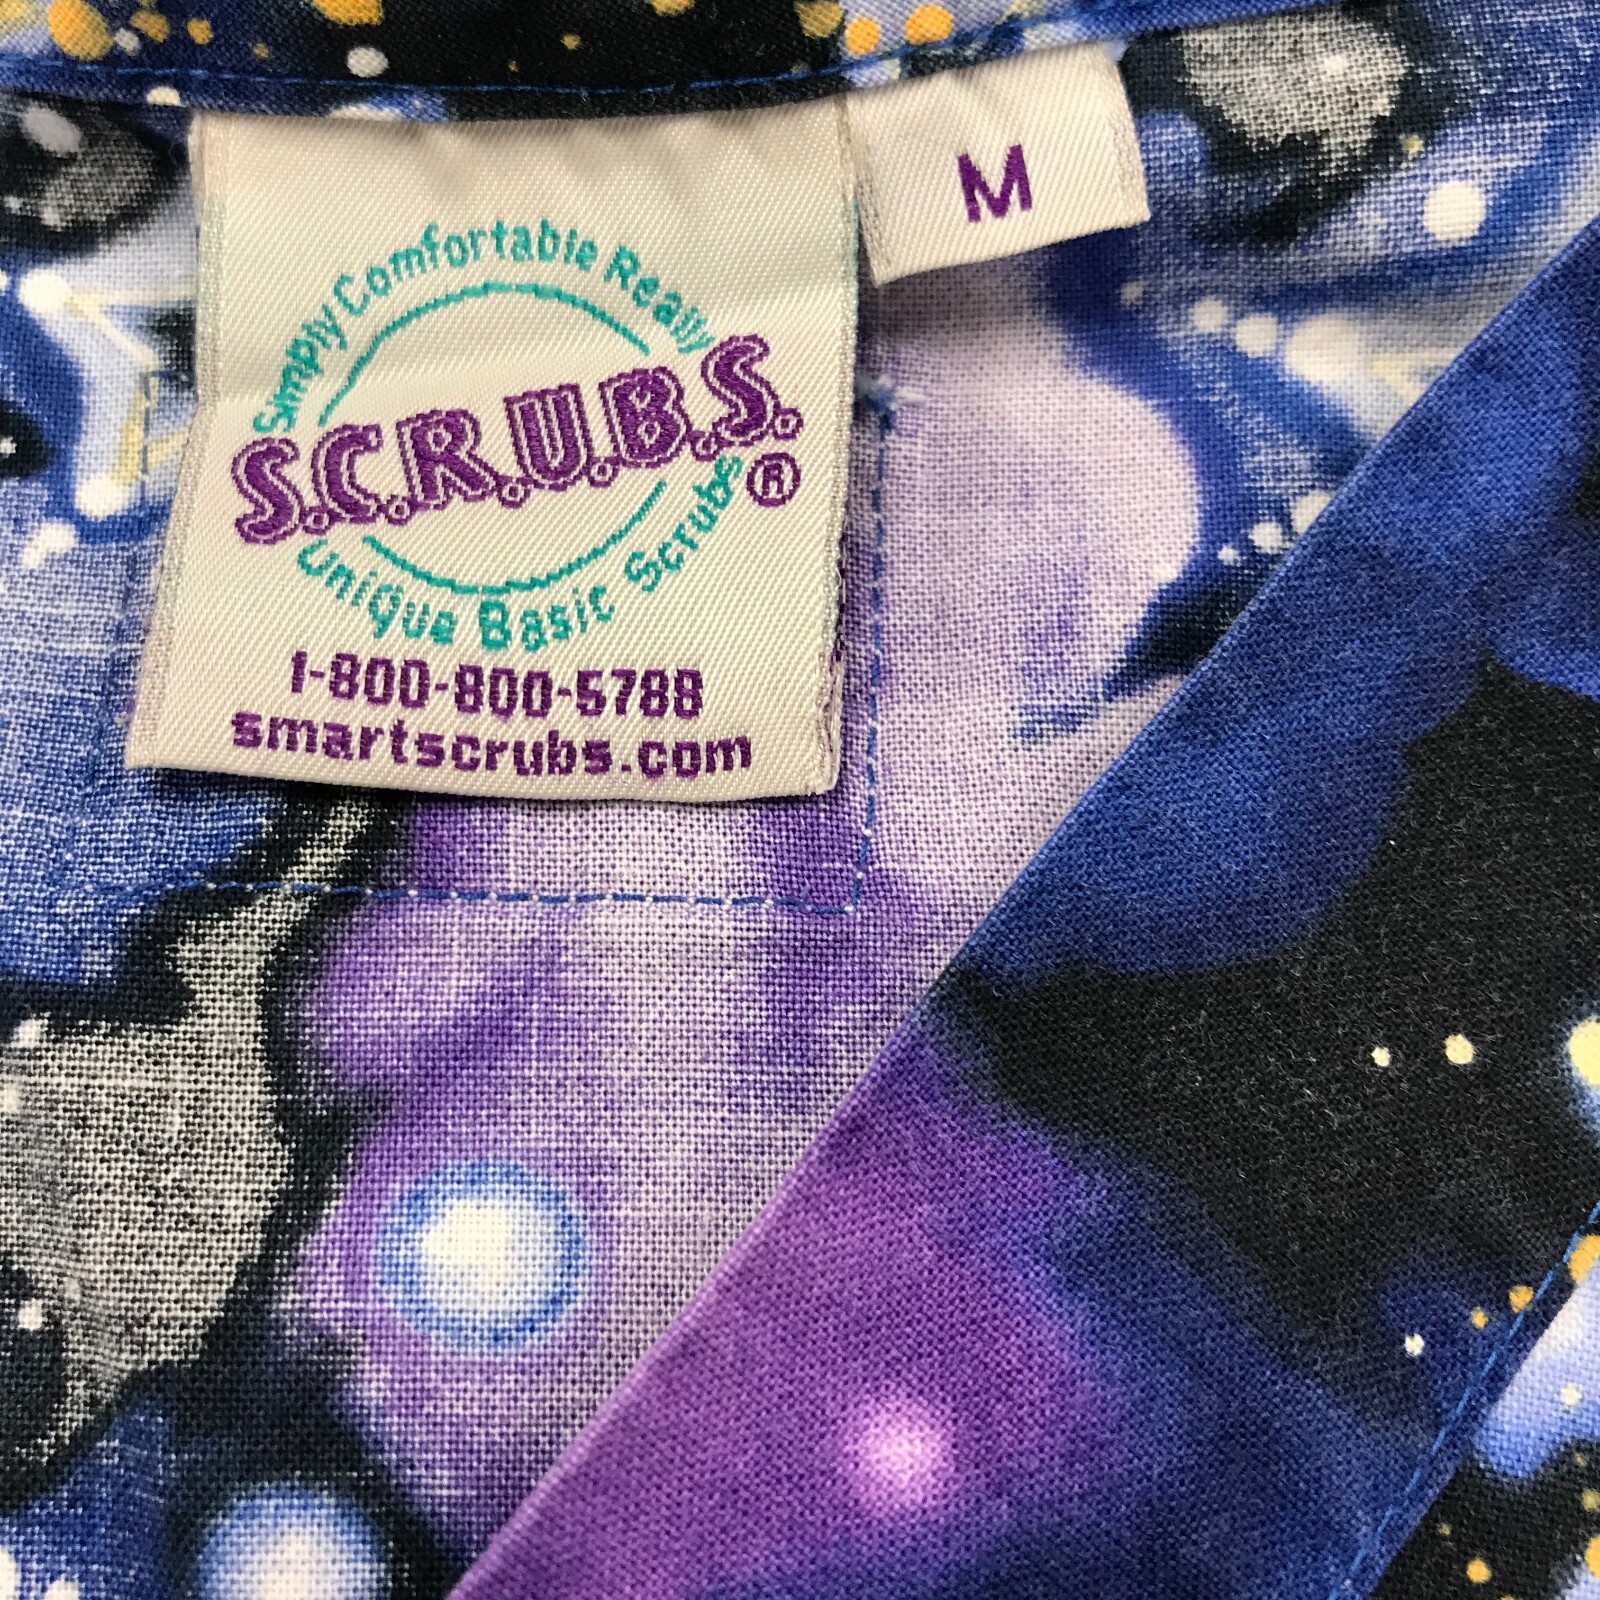 M
Simply Comfortable Really
S.C.R.U.B.S.®
Unique Basic Scrubs
1-800-800-5788
smartscrubs.com